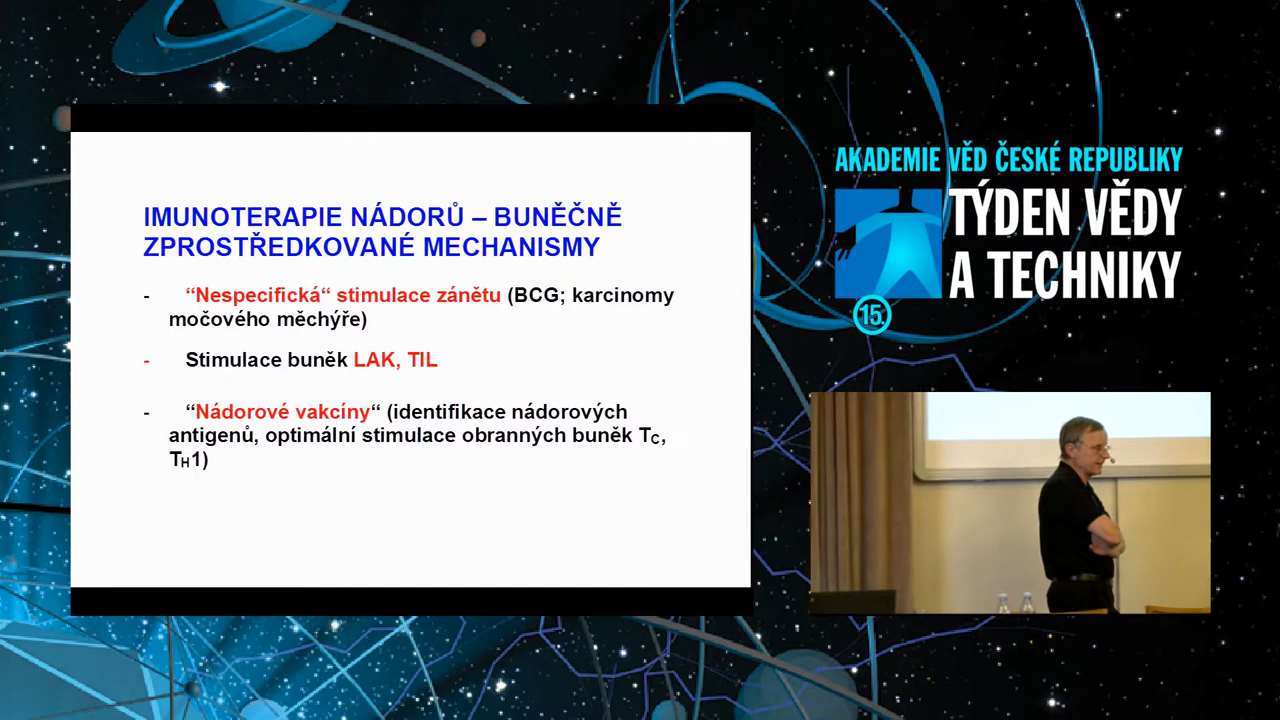 IMUNOTERAPIE NÁDORŮ – BUNĚČNĚ
ZPROSTŘEDKOVANÉ MECHANISMY
- “Nespecifická“ stimulace zánětu (BCG; karcinomy
močového měchýře)
- Stimulace buněk LAK, TIL
- “Nádorové vakcíny“ (identifikace nádorových
antigenů, optimální stimulace obranných buněk TC,
TH1)
AKADEMIE VĚD ČESKÉ REPUBLIKY
TÝDEN VĚDY
A TECHNIKY
15.